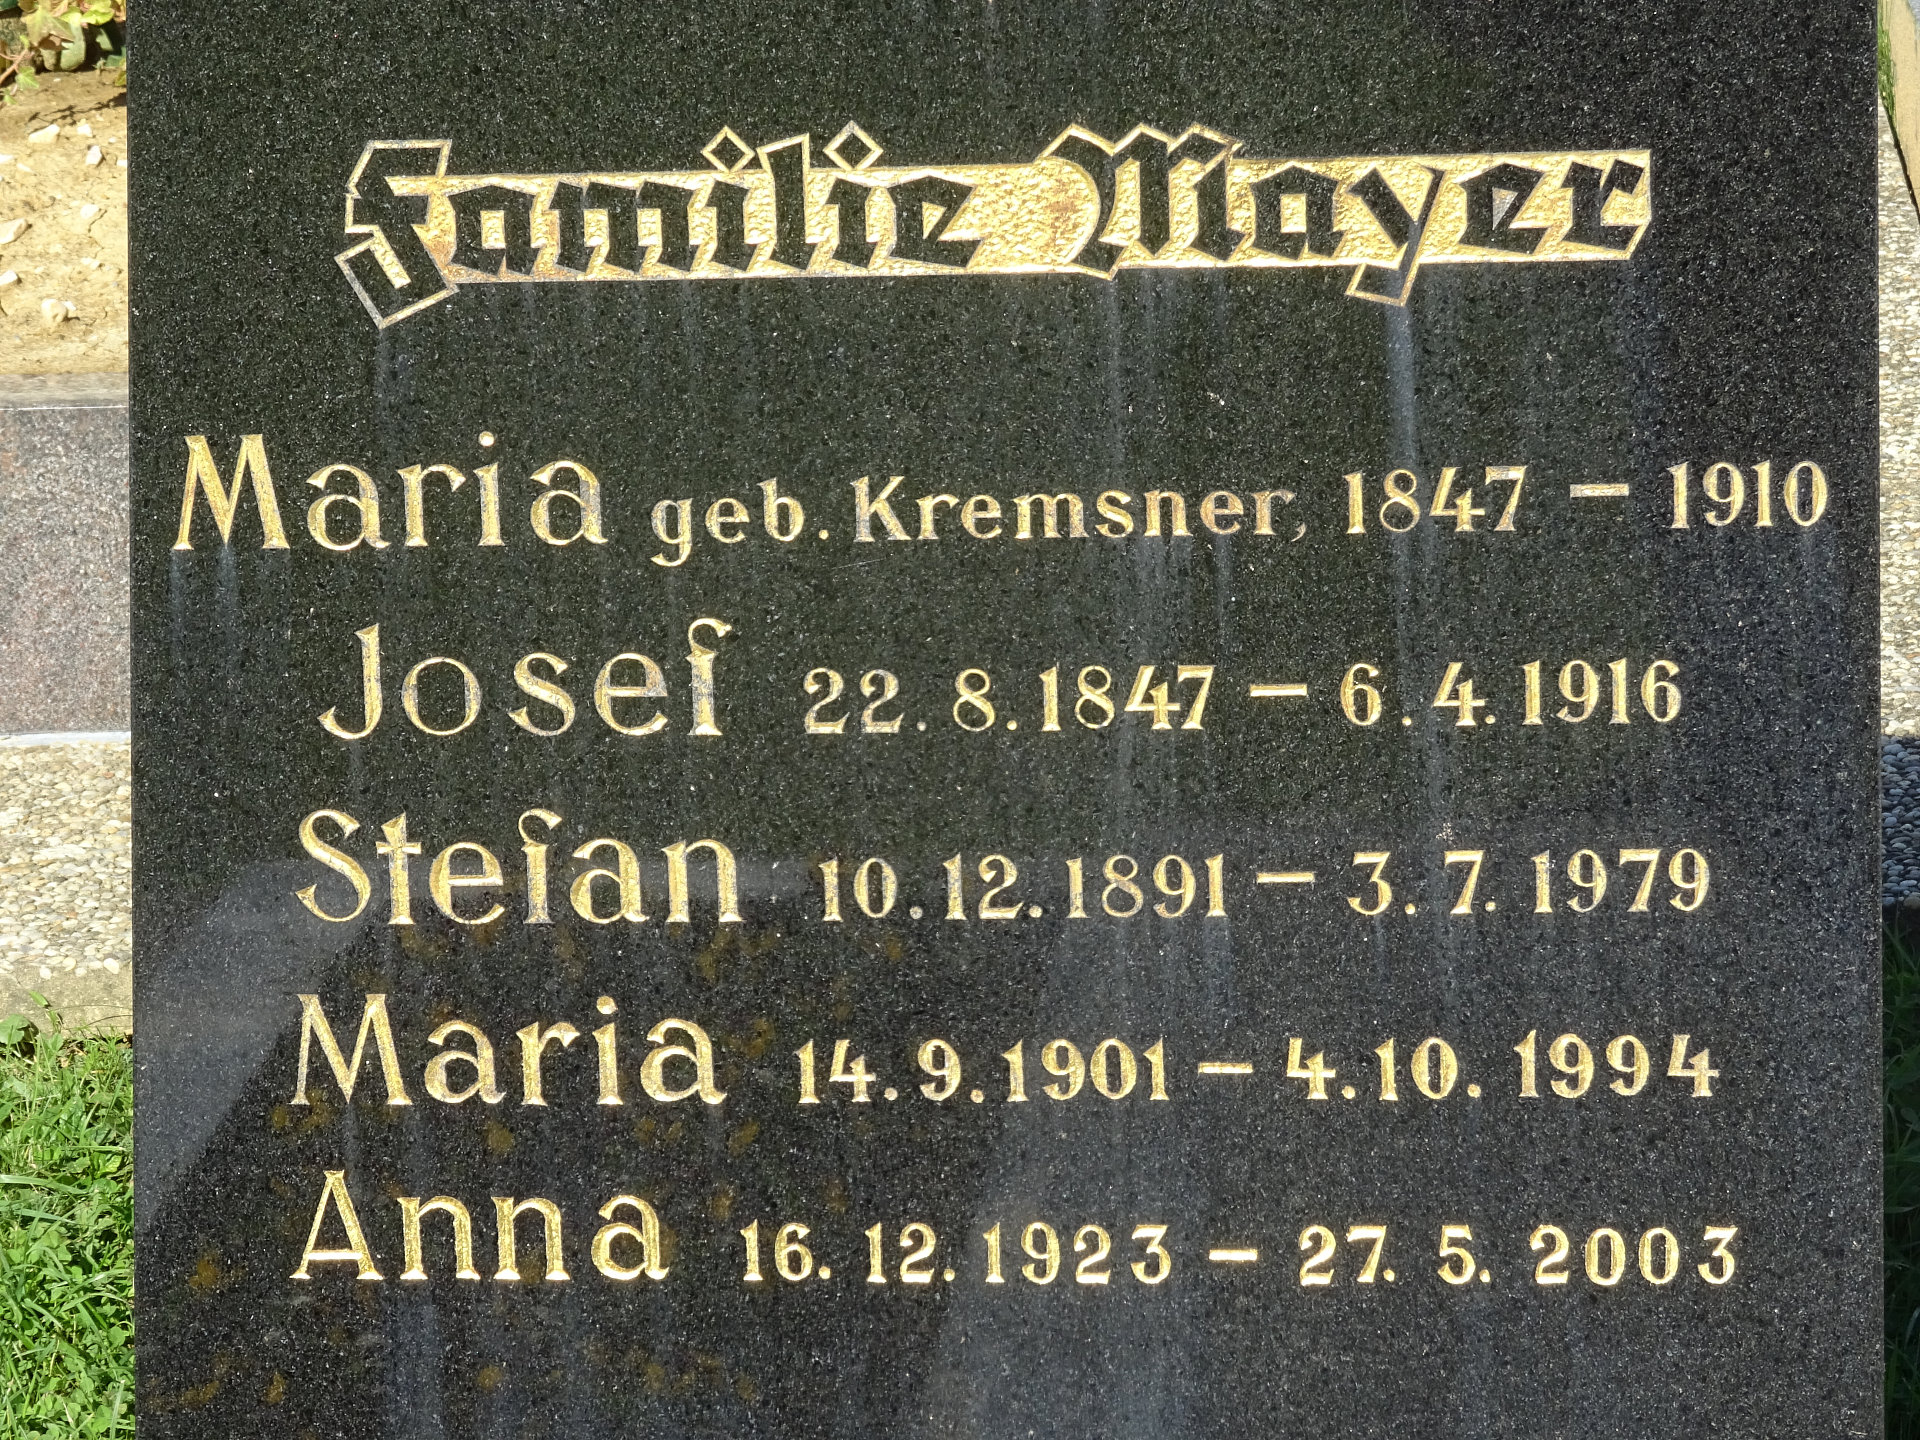 Familie Mayer
Maria geb. Kremsner, 1847 – 1910
Josef 22. 8. 1847 – 6. 4. 1916
Stefan 10. 12. 1891 – 3. 7. 1979
Maria 14. 9. 1901 – 4. 10. 1994
Anna 16. 12. 1923 – 27. 5. 2003